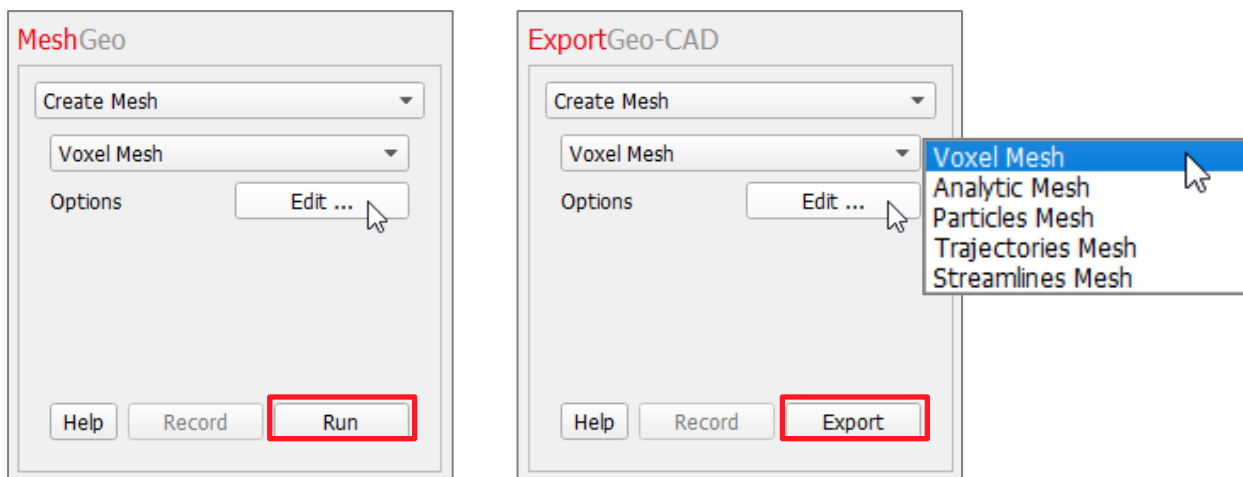 MeshGeo
Create Mesh
Voxel Mesh
Options Edit ...
Help Record Run
ExportGeo-CAD
Create Mesh
Voxel Mesh
Options Edit ...
Help Record Export
Voxel Mesh
Analytic Mesh
Particles Mesh
Trajectories Mesh
Streamlines Mesh